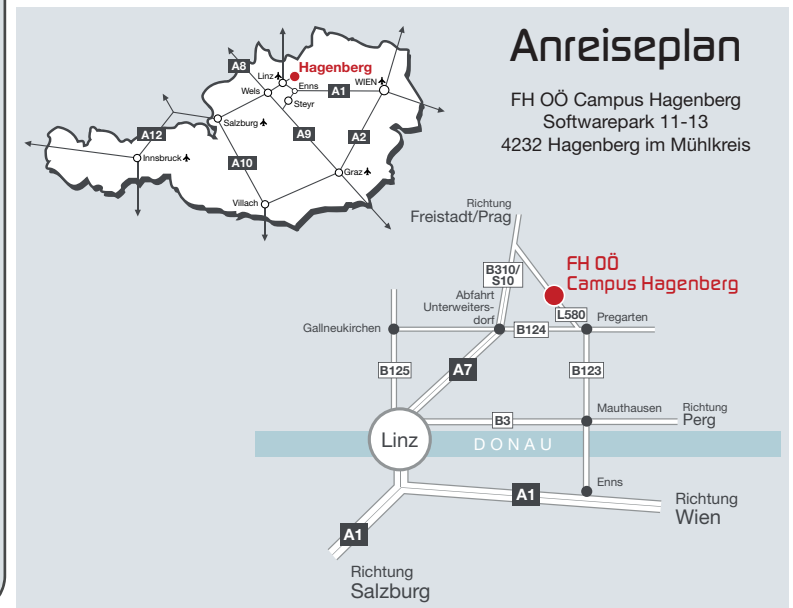 Anreiseplan
FH OÖ Campus Hagenberg
Softwarepark 11-13
4232 Hagenberg im Mühlkreis
A8
Linz
Hagenberg
Wels
Enns
A1
WIEN
Steyr
Salzburg
A12
A9
A2
Innsbruck
A10
Graz
Villach
Richtung
Freistadt/Prag
B310/
S10
FH OÖ
Campus Hagenberg
Abfahrt
Unterweiters-
dorf
L580
Gallneukirchen
B124
Pregarten
B125
A7
B123
Mauthausen
Richtung
Perg
B3
Linz
DONAU
Enns
A1
Richtung
Wien
A1
Richtung
Salzburg